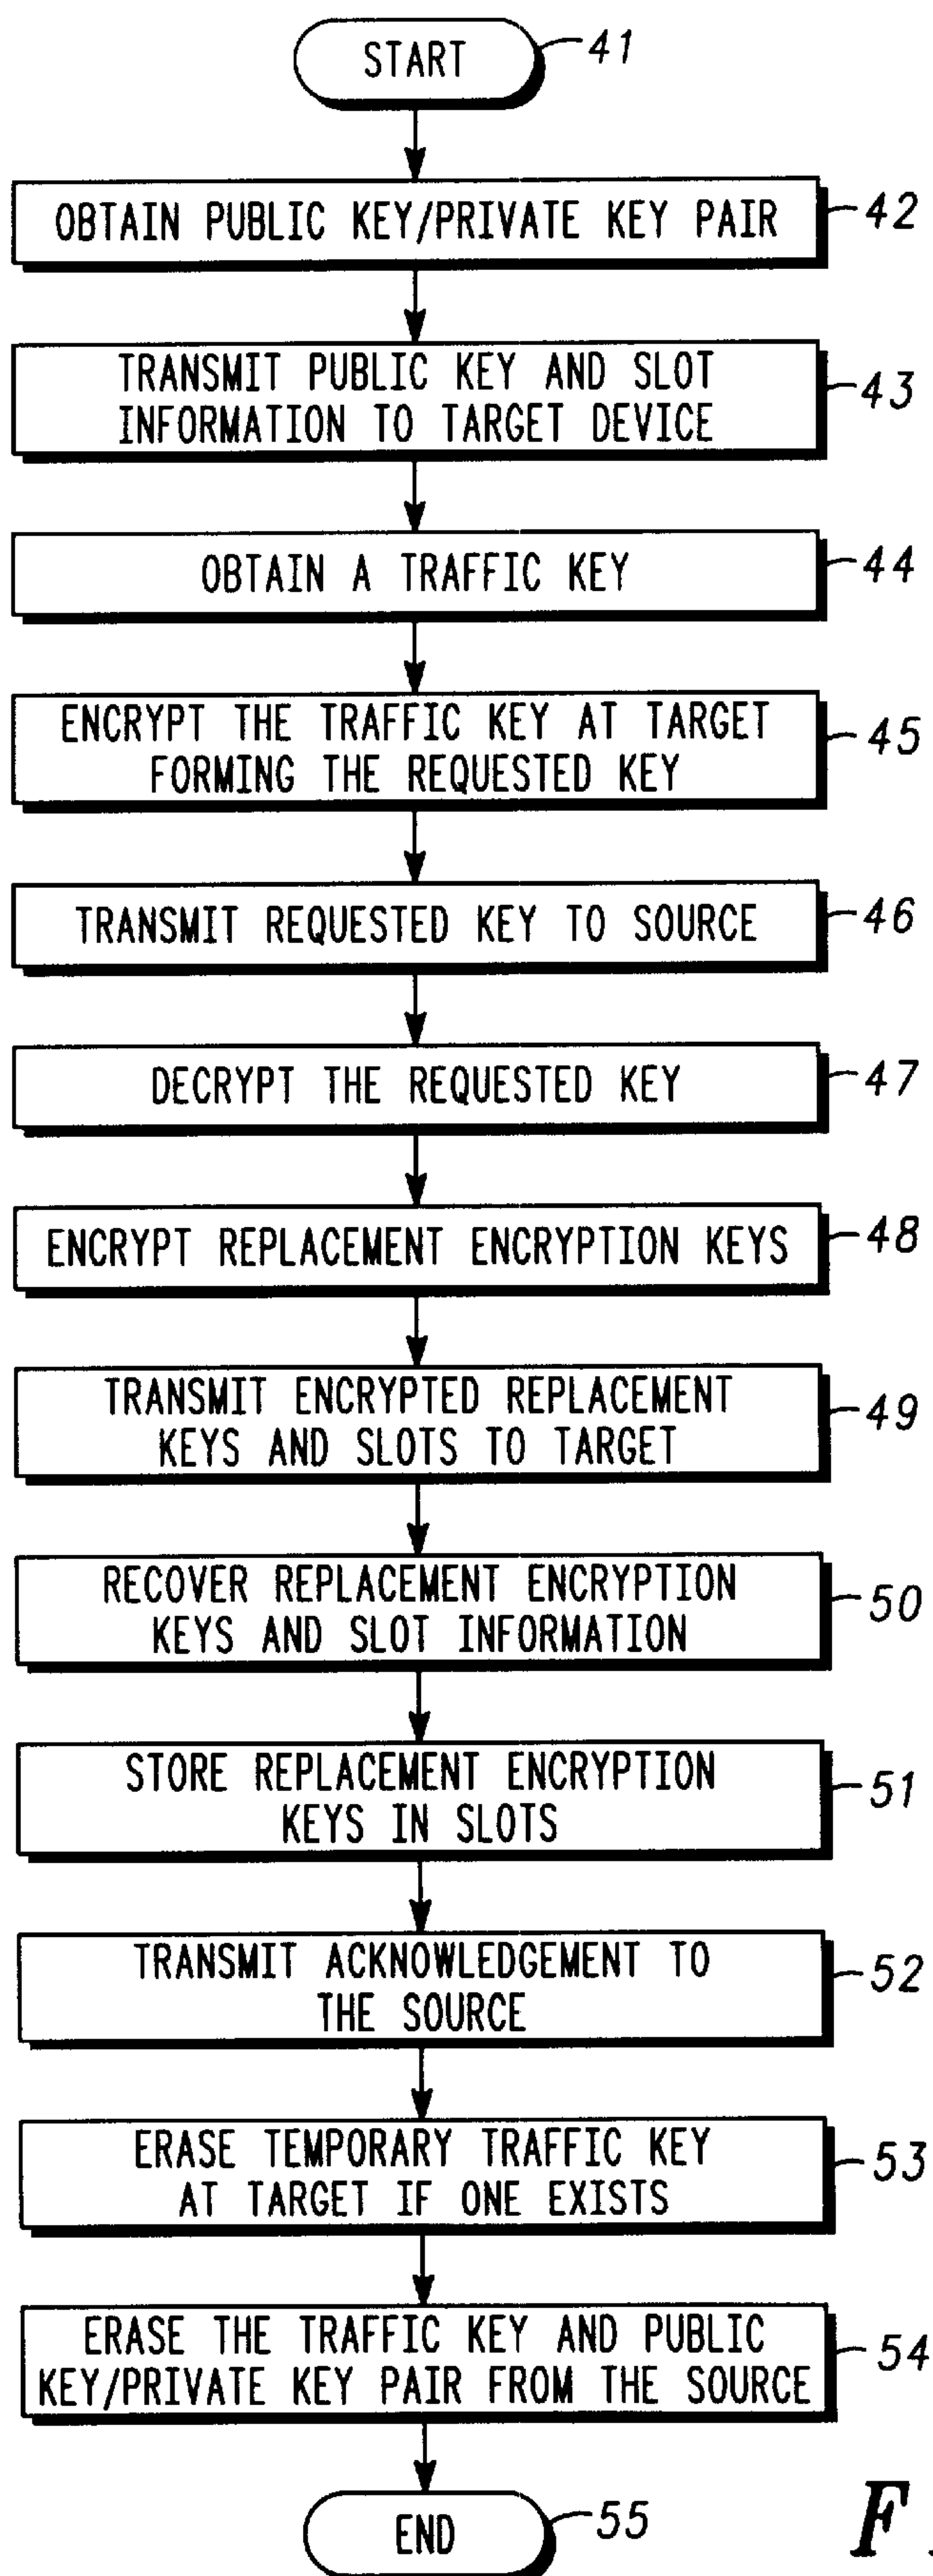 START
41
OBTAIN PUBLIC KEY/PRIVATE KEY PAIR
42
TRANSMIT PUBLIC KEY AND SLOT
INFORMATION TO TARGET DEVICE
43
OBTAIN A TRAFFIC KEY
44
ENCRYPT THE TRAFFIC KEY AT TARGET
FORMING THE REQUESTED KEY
45
TRANSMIT REQUESTED KEY TO SOURCE
46
DECRYPT THE REQUESTED KEY
47
ENCRYPT REPLACEMENT ENCRYPTION KEYS
48
TRANSMIT ENCRYPTED REPLACEMENT
KEYS AND SLOTS TO TARGET
49
RECOVER REPLACEMENT ENCRYPTION
KEYS AND SLOT INFORMATION
50
STORE REPLACEMENT ENCRYPTION
KEYS IN SLOTS
51
TRANSMIT ACKNOWLEDGEMENT TO
THE SOURCE
52
ERASE TEMPORARY TRAFFIC KEY
AT TARGET IF ONE EXISTS
53
ERASE THE TRAFFIC KEY AND PUBLIC
KEY/PRIVATE KEY PAIR FROM THE SOURCE
54
END
55
F